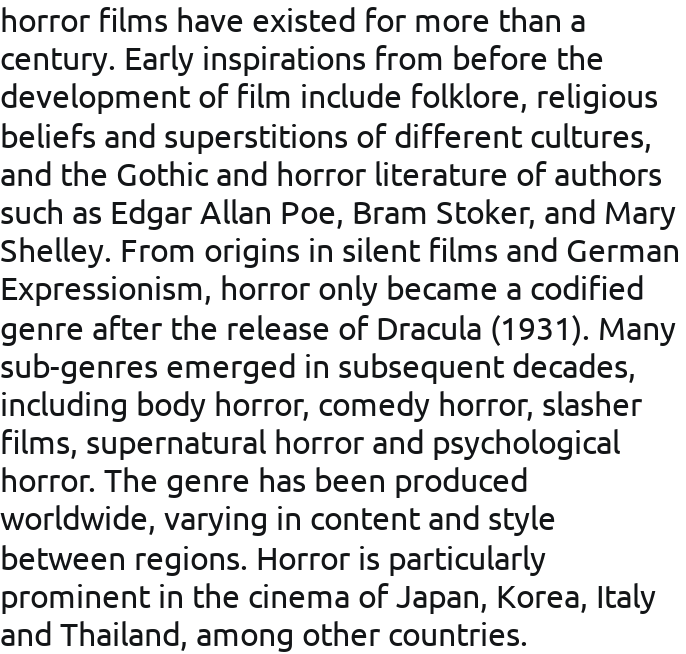 horror films have existed for more than a
century. Early inspirations from before the
development of film include folklore, religious
beliefs and superstitions of different cultures,
and the Gothic and horror literature of authors
such as Edgar Allan Poe, Bram Stoker, and Mary
Shelley. From origins in silent films and German
Expressionism, horror only became a codified
genre after the release of Dracula (1931). Many
sub-genres emerged in subsequent decades,
including body horror, comedy horror, slasher
films, supernatural horror and psychological
horror. The genre has been produced
worldwide, varying in content and style
between regions. Horror is particularly
prominent in the cinema of Japan, Korea, Italy
and Thailand, among other countries.